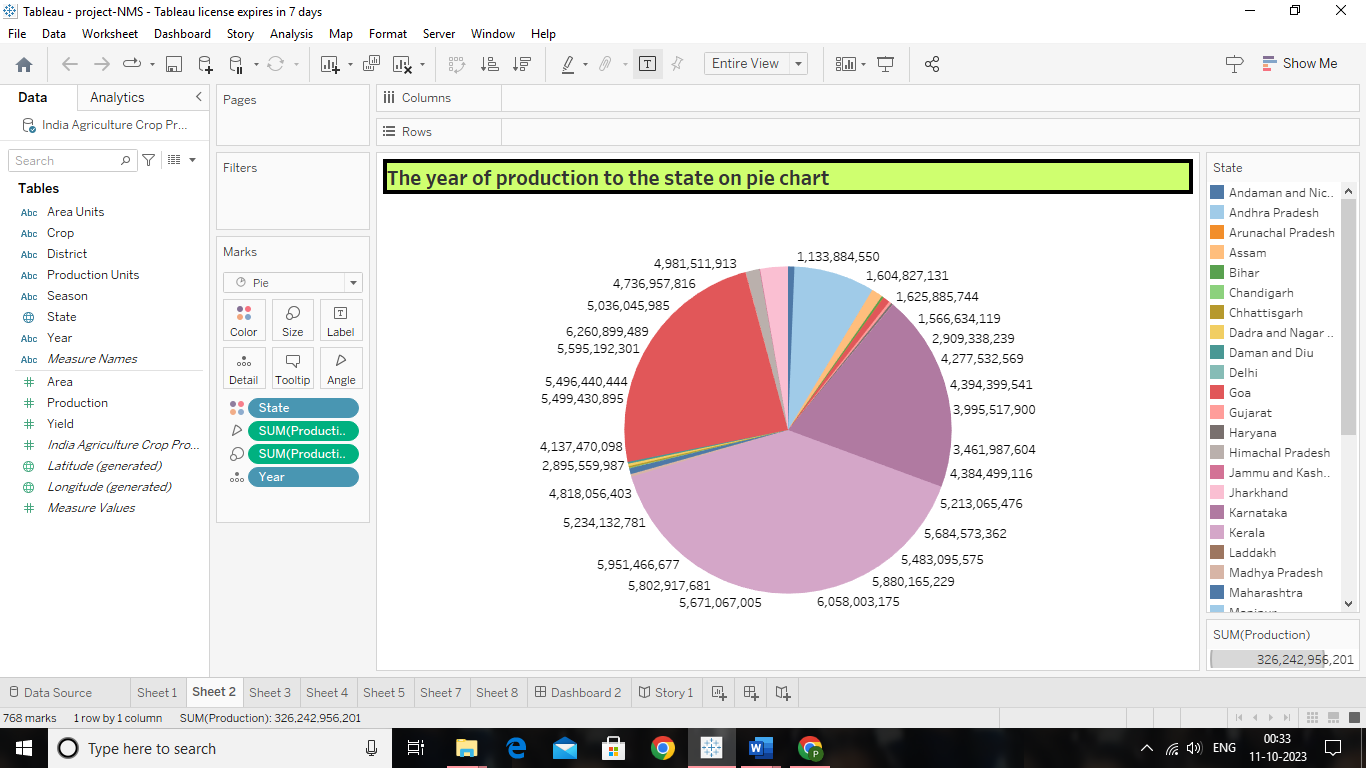 Tableau - project-NMS - Tableau license expires in 7 days
File Data Worksheet Dashboard Story Analysis Map Format Server Window Help
Entire View
Show Me
Data Analytics
India Agriculture Crop Pr...
Search
Tables
Abc Area Units
Abc Crop
Abc District
Abc Production Units
Abc Season
State
Abc Year
Abc Measure Names
Area
Production
Yield
India Agriculture Crop Pro...
Latitude (generated)
Longitude (generated)
Measure Values
Pages
Filters
Marks
Pie
Color Size Label
Detail Tooltip Angle
State
SUM(Producti..
SUM(Producti..
Year
Columns
Rows
The year of production to the state on pie chart
1,133,884,550
1,604,827,131
1,625,885,744
1,566,634,119
2,909,338,239
4,277,532,569
4,394,399,541
3,995,517,900
3,461,987,604
4,384,499,116
5,213,065,476
5,684,573,362
5,483,095,575
5,880,165,229
6,058,003,175
5,671,067,005
5,802,917,681
5,951,466,677
5,234,132,781
4,818,056,403
2,895,559,987
4,137,470,098
5,499,430,895
5,496,440,444
5,595,192,301
6,260,899,489
5,036,045,985
4,736,957,816
4,981,511,913
State
Andaman and Nic..
Andhra Pradesh
Arunachal Pradesh
Assam
Bihar
Chandigarh
Chhattisgarh
Dadra and Nagar ..
Daman and Diu
Delhi
Goa
Gujarat
Haryana
Himachal Pradesh
Jammu and Kash..
Jharkhand
Karnataka
Kerala
Laddakh
Madhya Pradesh
Maharashtra
SUM(Production)
326,242,956,201
Data Source Sheet 1 Sheet 2 Sheet 3 Sheet 4 Sheet 5 Sheet 7 Sheet 8 Dashboard 2 Story 1
768 marks 1 row by 1 column SUM(Production): 326,242,956,201
Type here to search
ENG
00:33
11-10-2023